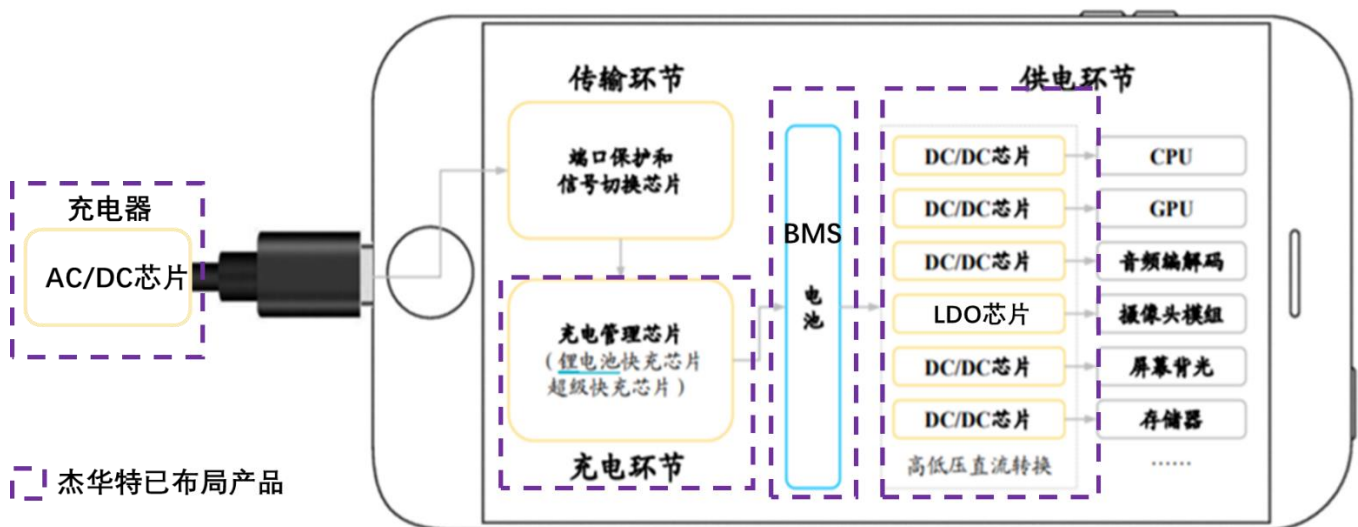 传输环节
供电环节
端口保护和
信号切换芯片
充电器
AC/DC芯片
充电管理芯片
（锂电池快充芯片
超级快充芯片）
充电环节
BMS
电
池
DC/DC芯片
CPU
DC/DC芯片
GPU
DC/DC芯片
音频编解码
LDO芯片
摄像头模组
DC/DC芯片
屏幕背光
DC/DC芯片
存储器
高低压直流转换
······
杰华特已布局产品